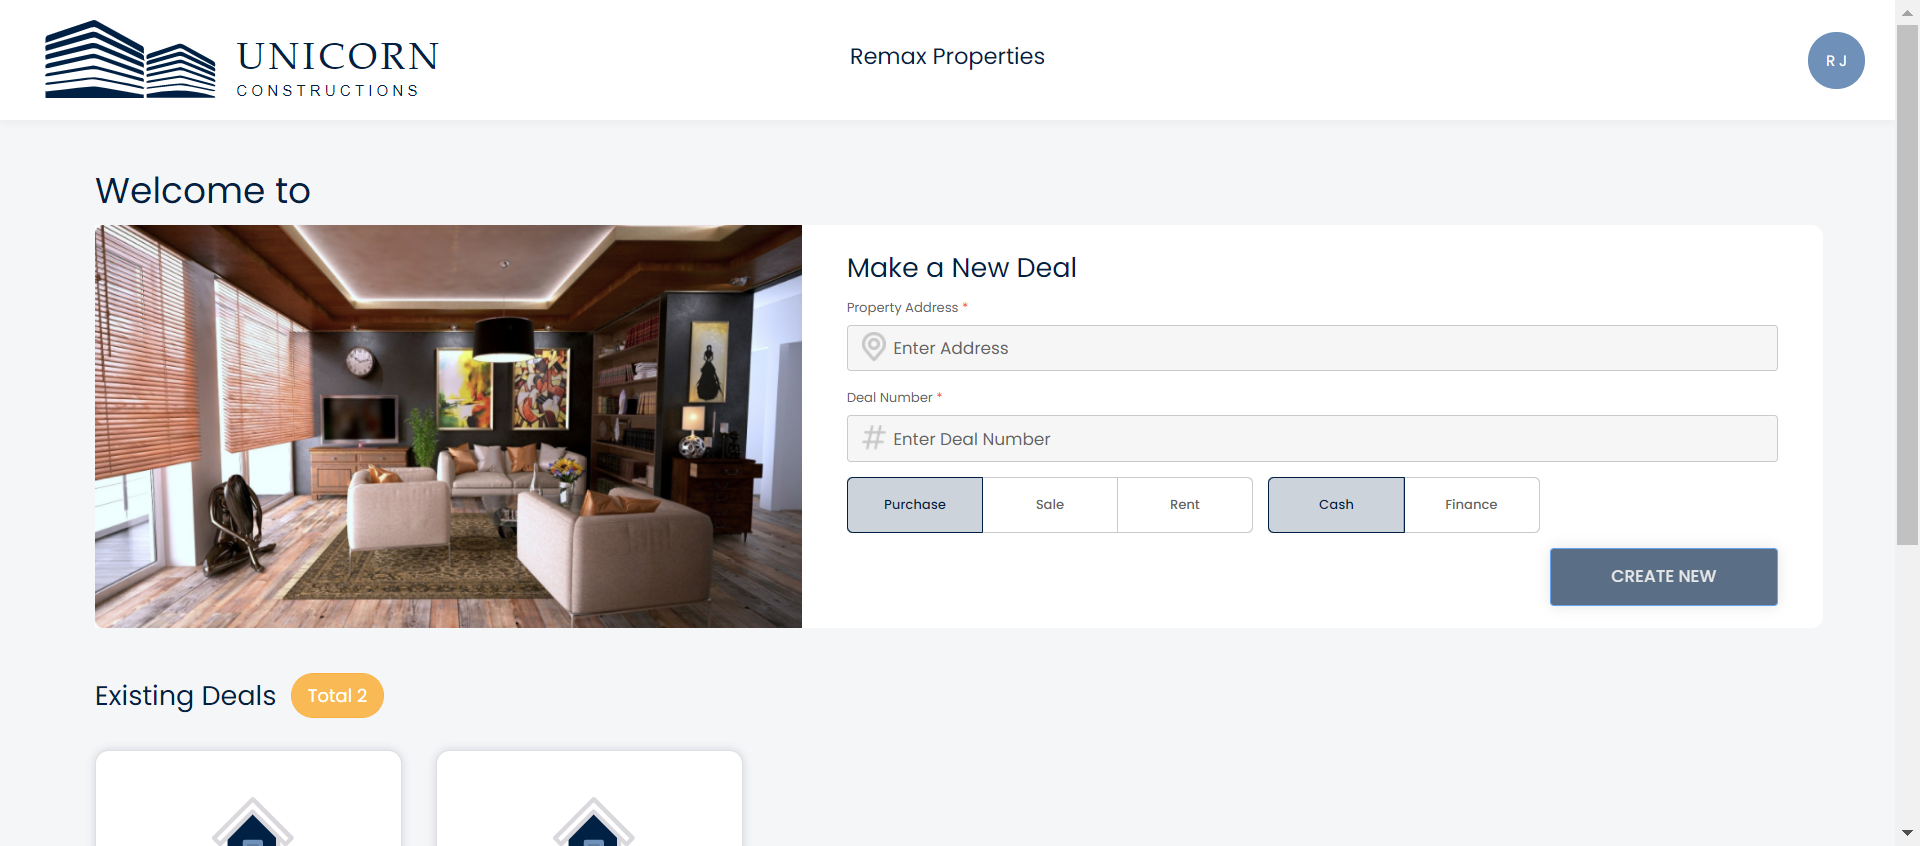 UNICORN
CONSTRUCTIONS
Remax Properties
R J
Welcome to
Make a New Deal
Property Address *
Enter Address
Deal Number *
# Enter Deal Number
Purchase
Sale
Rent
Cash
Finance
CREATE NEW
Existing Deals
Total 2